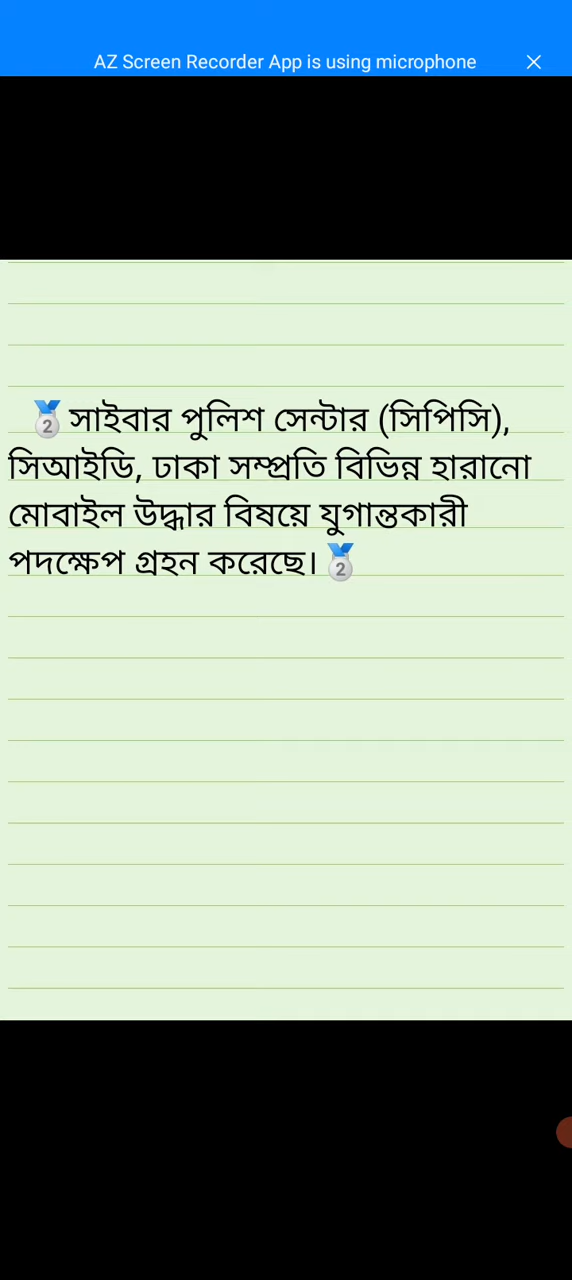 AZ Screen Recorder App is using microphone
🥈সাইবার পুলিশ সেন্টার (সিপিসি),
সিআইডি, ঢাকা সম্প্রতি বিভিন্ন হারানো
মোবাইল উদ্ধার বিষয়ে যুগান্তকারী
পদক্ষেপ গ্রহন করেছে।🥈